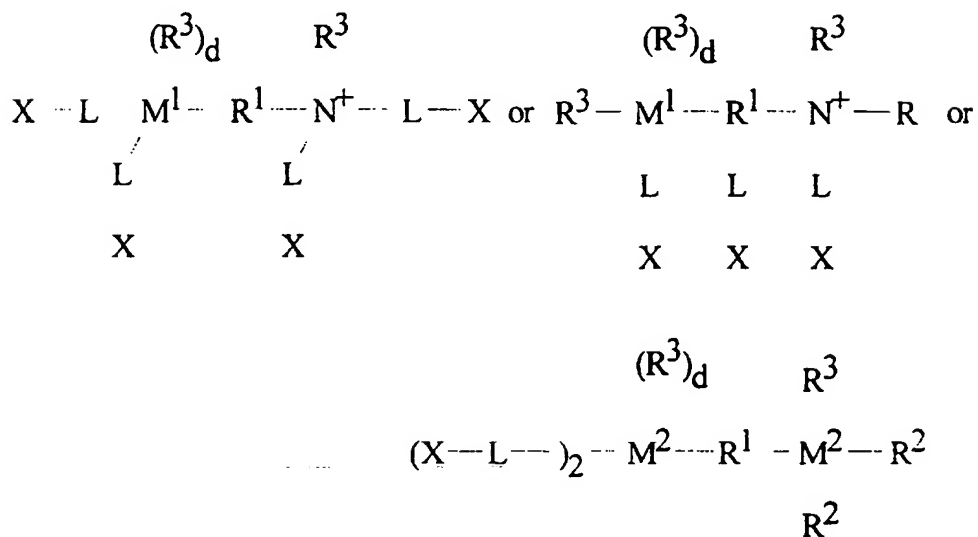 (R³)d R³ (R³)d R³
X--L M¹--R¹---N⁺--L—X or R³—M¹----R¹---N⁺—R or
L L L L L
X X X X X
(R³)d R³
(X--L--)₂--M²----R¹-M²—R²
R²